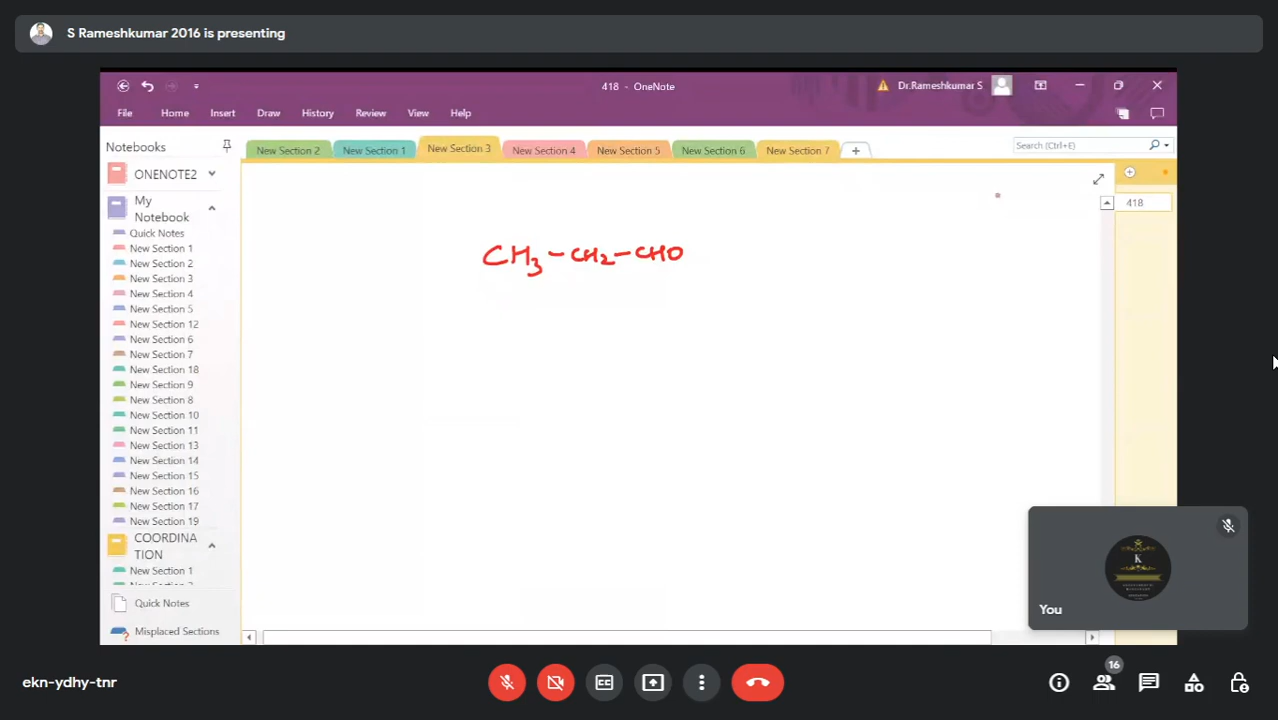 S Rameshkumar 2016 is presenting
418 - OneNote
Dr.Rameshkumar S
File Home Insert Draw History Review View Help
Notebooks
New Section 2 New Section 1 New Section 3 New Section 4 New Section 5 New Section 6 New Section 7 +
Search (Ctrl+E)
ONENOTE2
My
Notebook
Quick Notes
New Section 1
New Section 2
New Section 3
New Section 4
New Section 5
New Section 12
New Section 6
New Section 7
New Section 18
New Section 9
New Section 8
New Section 10
New Section 11
New Section 13
New Section 14
New Section 15
New Section 16
New Section 17
New Section 19
COORDINA
TION
New Section 1
Quick Notes
Misplaced Sections
418
CH3-CH2-CHO
K
You
ekn-ydhy-tnr
CC
16